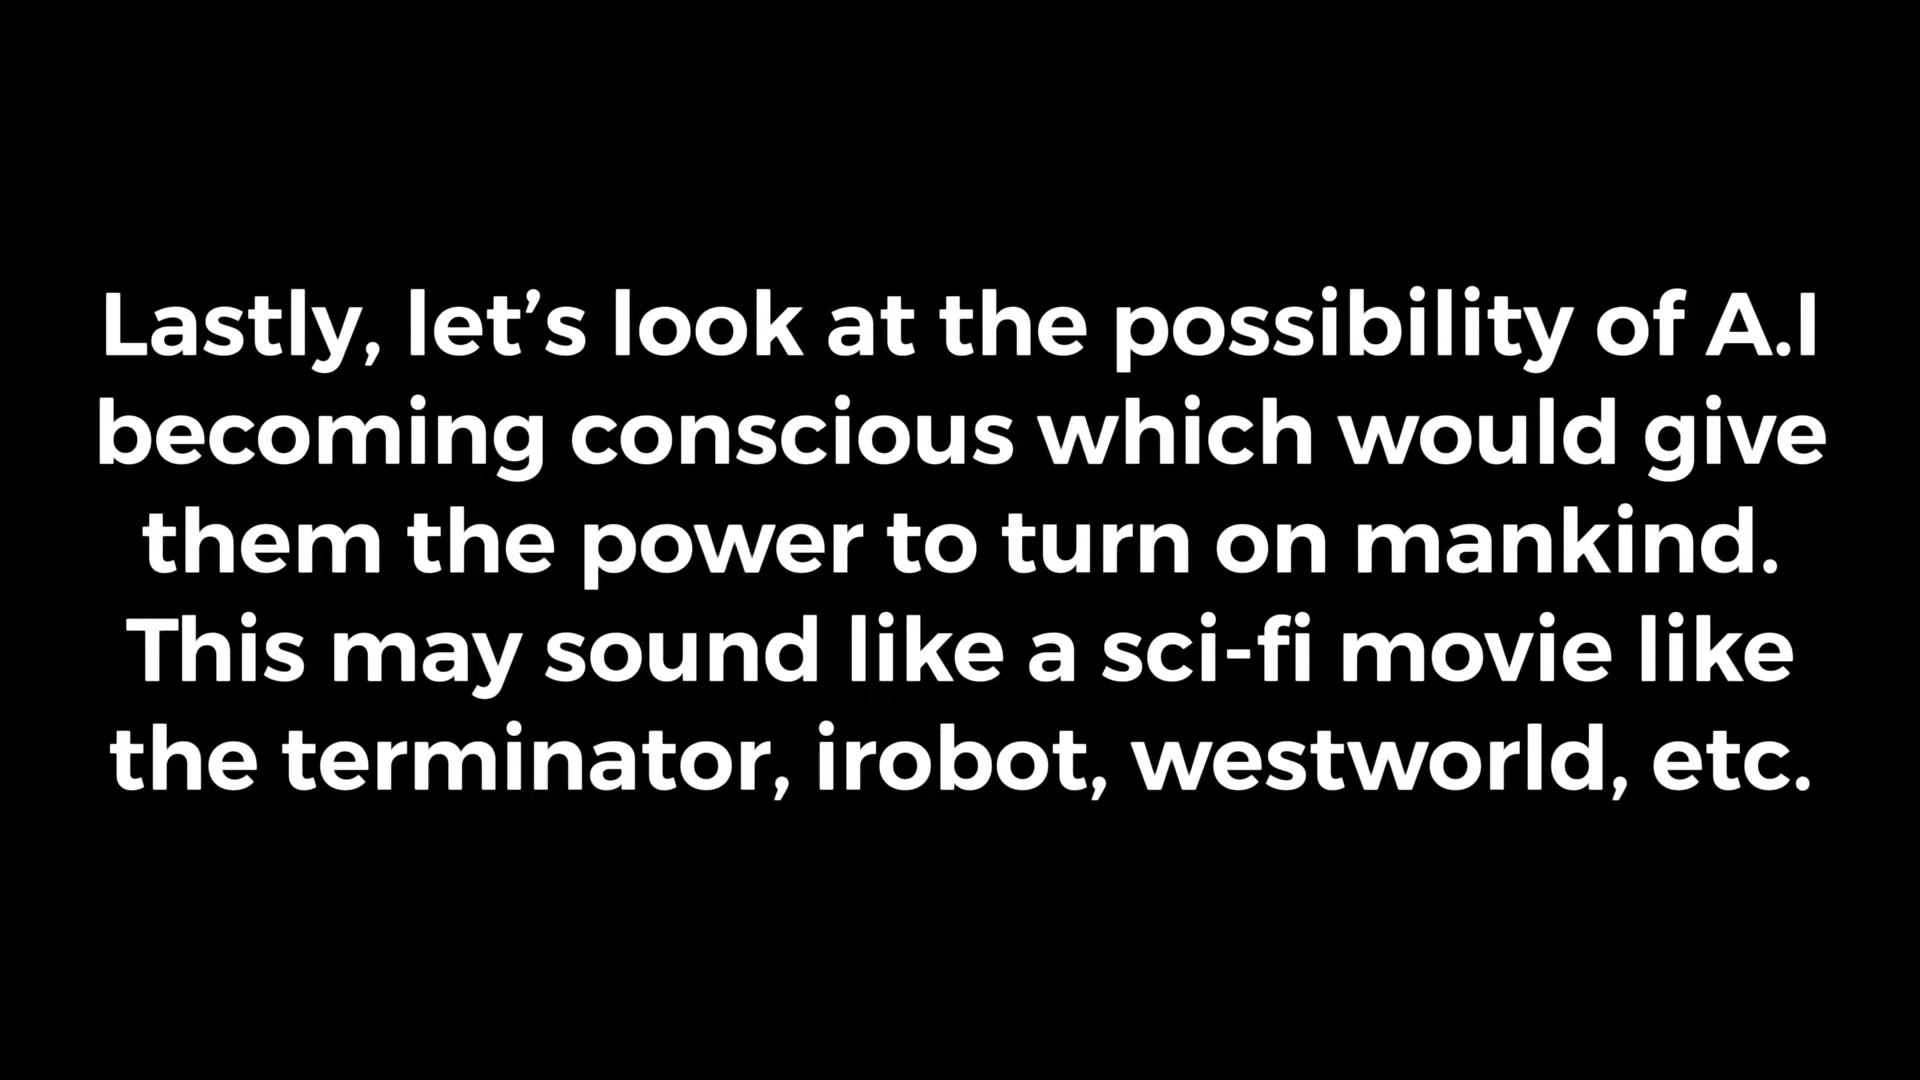 Lastly, let’s look at the possibility of A.I
becoming conscious which would give
them the power to turn on mankind.
This may sound like a sci-fi movie like
the terminator, irobot, westworld, etc.